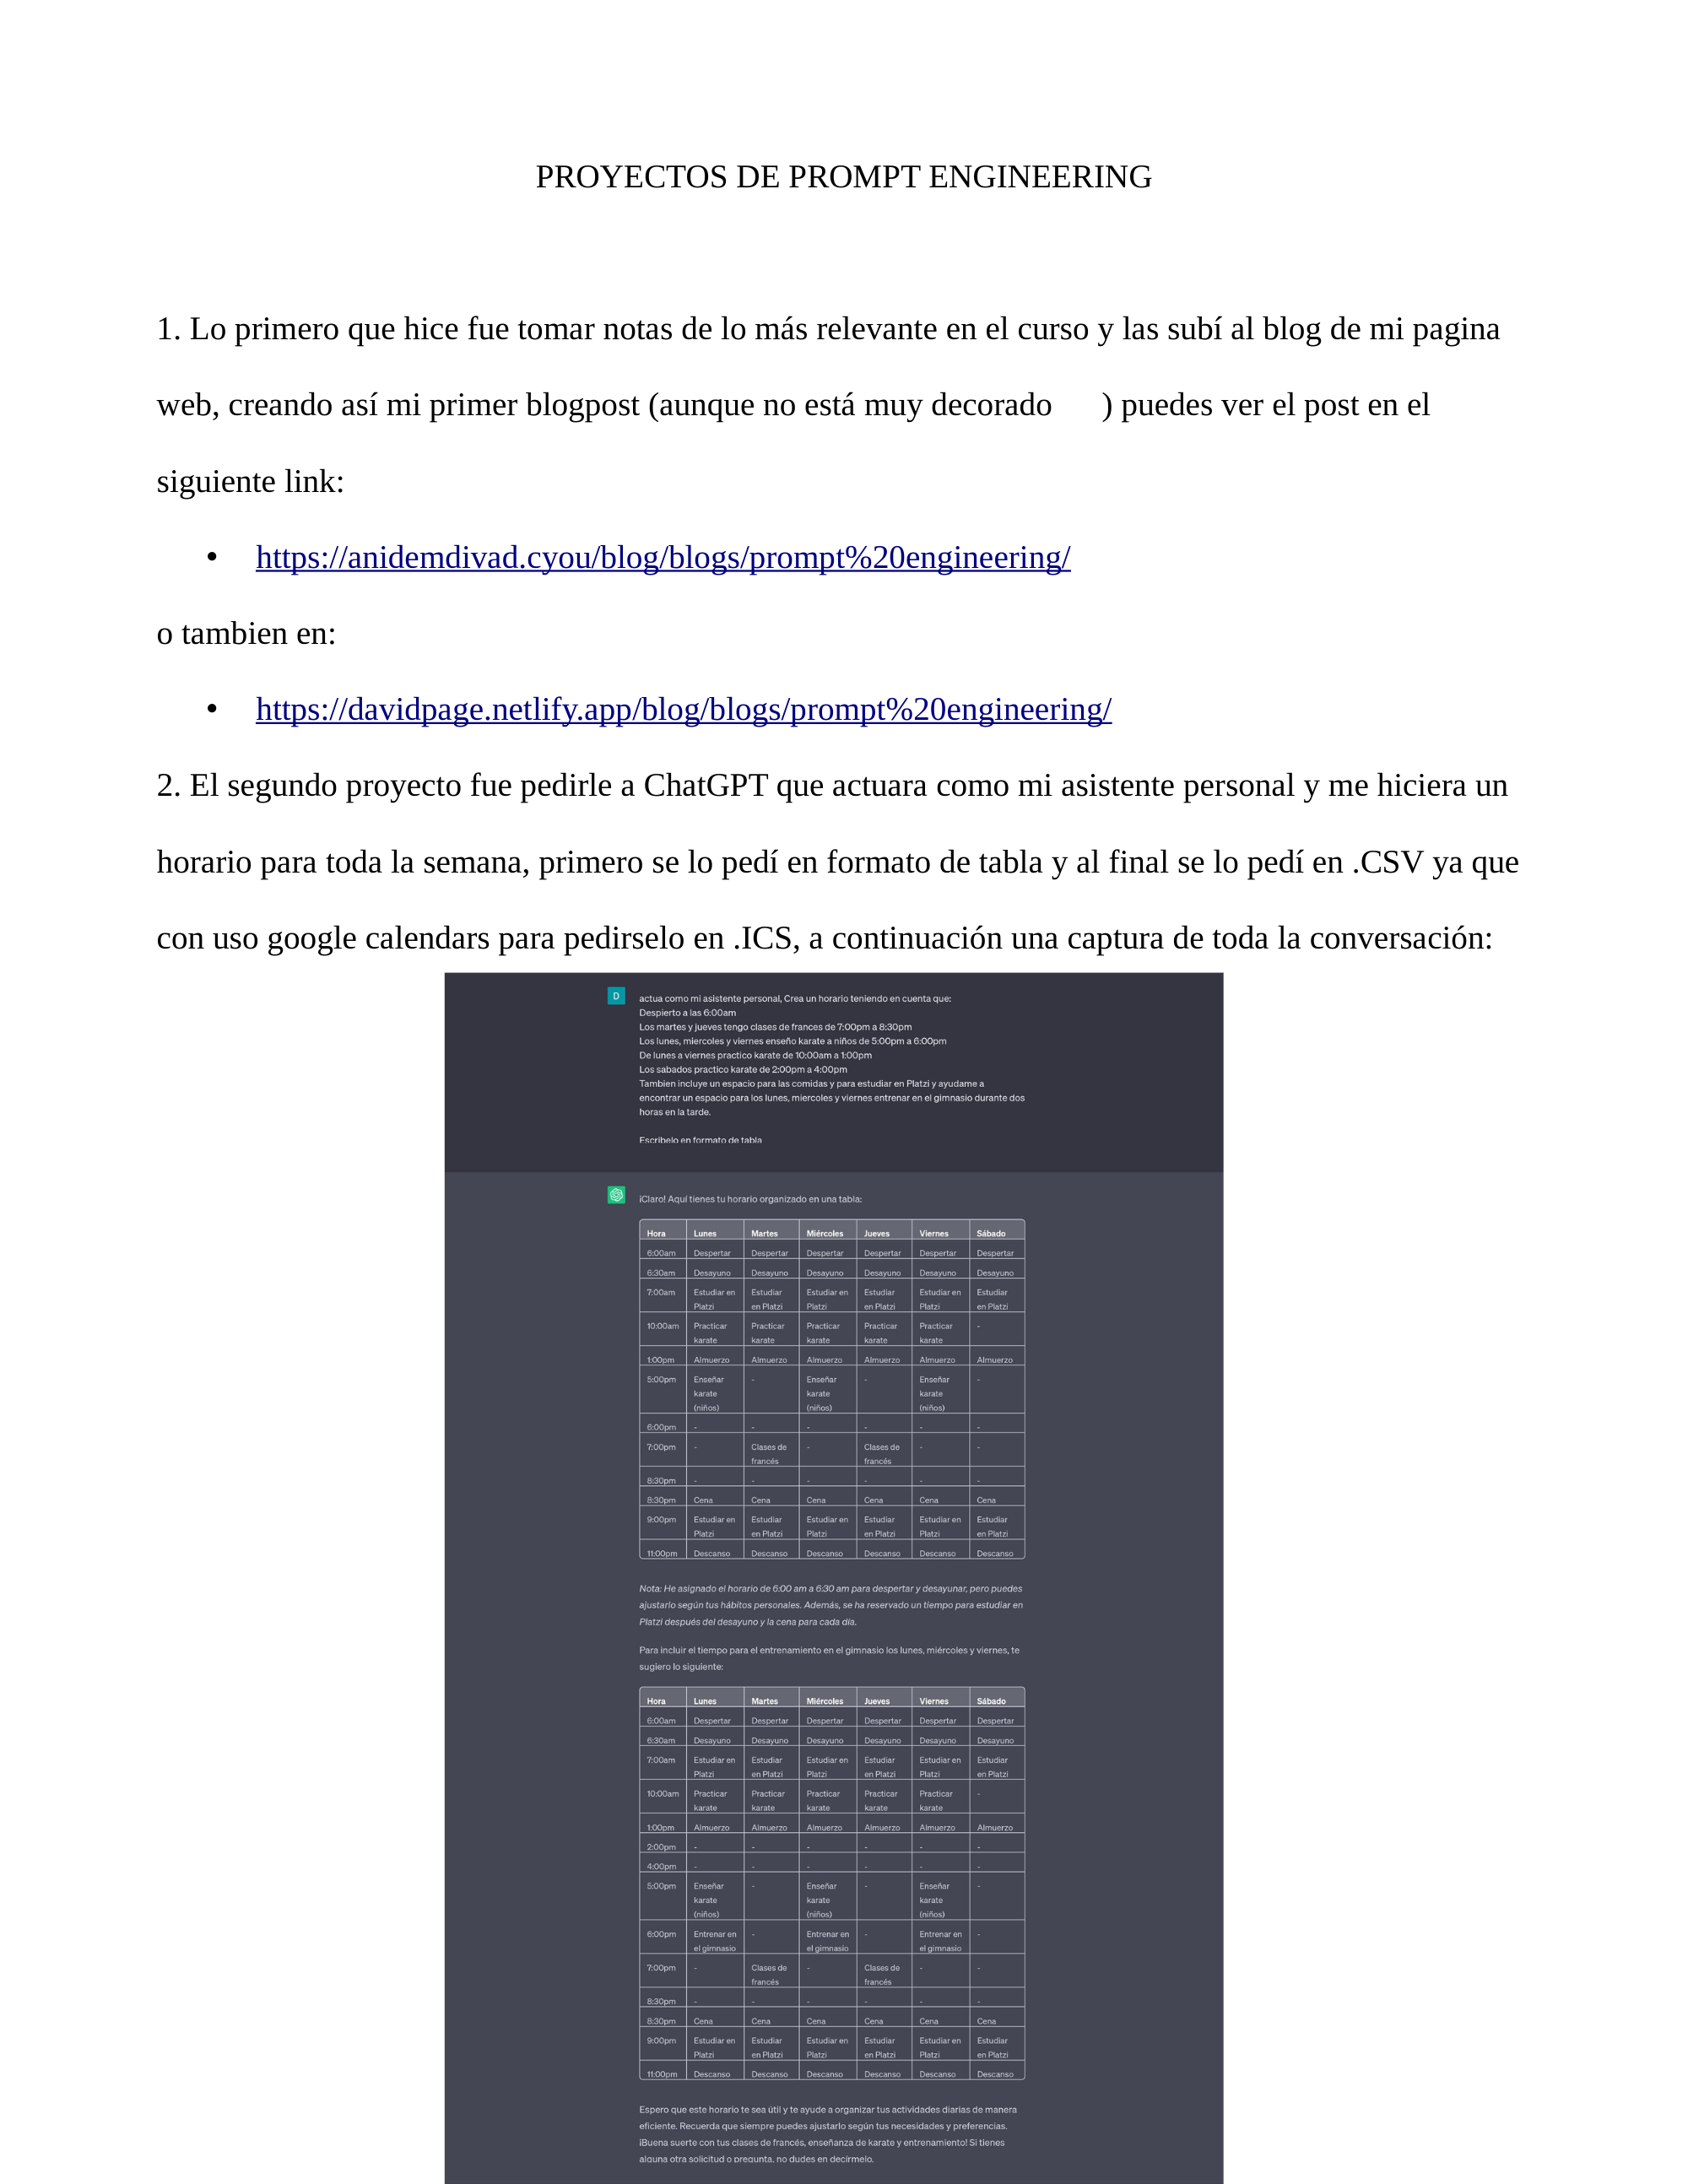 PROYECTOS DE PROMPT ENGINEERING
1. Lo primero que hice fue tomar notas de lo más relevante en el curso y las subí al blog de mi pagina
web, creando así mi primer blogpost (aunque no está muy decorado ) puedes ver el post en el
siguiente link:
• https://anidemdivad.cyou/blog/blogs/prompt%20engineering/
o tambien en:
• https://davidpage.netlify.app/blog/blogs/prompt%20engineering/
2. El segundo proyecto fue pedirle a ChatGPT que actuara como mi asistente personal y me hiciera un
horario para toda la semana, primero se lo pedí en formato de tabla y al final se lo pedí en .CSV ya que
con uso google calendars para pedirselo en .ICS, a continuación una captura de toda la conversación:
D
actua como mi asistente personal, Crea un horario teniendo en cuenta que:
Despierto a las 6:00am
Los martes y jueves tengo clases de frances de 7:00pm a 8:30pm
Los lunes, miercoles y viernes enseño karate a niños de 5:00pm a 6:00pm
De lunes a viernes practico karate de 10:00am a 1:00pm
Los sabados practico karate de 2:00pm a 4:00pm
Tambien incluye un espacio para las comidas y para estudiar en Platzi y ayudame a
encontrar un espacio para los lunes, miercoles y viernes entrenar en el gimnasio durante dos
horas en la tarde.
Escribelo en formato de tabla
¡Claro! Aquí tienes tu horario organizado en una tabla:
Hora Lunes Martes Miércoles Jueves Viernes Sábado
6:00am Despertar Despertar Despertar Despertar Despertar Despertar
6:30am Desayuno Desayuno Desayuno Desayuno Desayuno Desayuno
7:00am Estudiar en Estudiar Estudiar en Estudiar Estudiar en Estudiar
Platzi en Platzi Platzi en Platzi Platzi en Platzi
10:00am Practicar Practicar Practicar Practicar Practicar -
karate karate karate karate karate
1:00pm Almuerzo Almuerzo Almuerzo Almuerzo Almuerzo Almuerzo
5:00pm Enseñar - Enseñar - Enseñar -
karate karate karate
(niños) (niños) (niños)
6:00pm - - - - - -
7:00pm - Clases de - Clases de - -
francés francés
8:30pm - - - - - -
8:30pm Cena Cena Cena Cena Cena Cena
9:00pm Estudiar en Estudiar Estudiar en Estudiar Estudiar en Estudiar
Platzi en Platzi Platzi en Platzi Platzi en Platzi
11:00pm Descanso Descanso Descanso Descanso Descanso Descanso
Nota: He asignado el horario de 6:00 am a 6:30 am para despertar y desayunar, pero puedes
ajustarlo según tus hábitos personales. Además, se ha reservado un tiempo para estudiar en
Platzi después del desayuno y la cena para cada día.
Para incluir el tiempo para el entrenamiento en el gimnasio los lunes, miércoles y viernes, te
sugiero lo siguiente:
Hora Lunes Martes Miércoles Jueves Viernes Sábado
6:00am Despertar Despertar Despertar Despertar Despertar Despertar
6:30am Desayuno Desayuno Desayuno Desayuno Desayuno Desayuno
7:00am Estudiar en Estudiar Estudiar en Estudiar Estudiar en Estudiar
Platzi en Platzi Platzi en Platzi Platzi en Platzi
10:00am Practicar Practicar Practicar Practicar Practicar -
karate karate karate karate karate
1:00pm Almuerzo Almuerzo Almuerzo Almuerzo Almuerzo Almuerzo
2:00pm - - - - - -
4:00pm - - - - - -
5:00pm Enseñar - Enseñar - Enseñar -
karate karate karate
(niños) (niños) (niños)
6:00pm Entrenar en - Entrenar en - Entrenar en -
el gimnasio el gimnasio el gimnasio
7:00pm - Clases de - Clases de - -
francés francés
8:30pm - - - - - -
8:30pm Cena Cena Cena Cena Cena Cena
9:00pm Estudiar en Estudiar Estudiar en Estudiar Estudiar en Estudiar
Platzi en Platzi Platzi en Platzi Platzi en Platzi
11:00pm Descanso Descanso Descanso Descanso Descanso Descanso
Espero que este horario te sea útil y te ayude a organizar tus actividades diarias de manera
eficiente. Recuerda que siempre puedes ajustarlo según tus necesidades y preferencias.
¡Buena suerte con tus clases de francés, enseñanza de karate y entrenamiento! Si tienes
alguna otra solicitud o pregunta, no dudes en decírmelo.